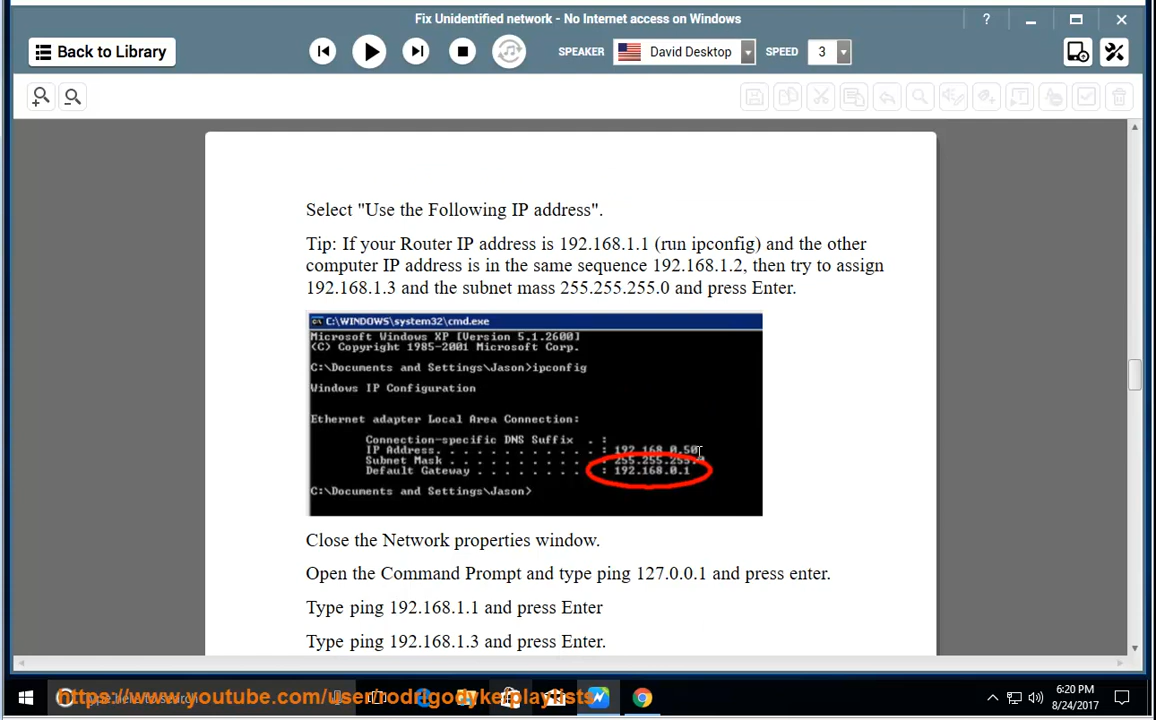 Fix Unidentified network - No Internet access on Windows
?
Back to Library
SPEAKER David Desktop SPEED 3
Select "Use the Following IP address".
Tip: If your Router IP address is 192.168.1.1 (run ipconfig) and the other
computer IP address is in the same sequence 192.168.1.2, then try to assign
192.168.1.3 and the subnet mass 255.255.255.0 and press Enter.
C:\WINDOWS\system32\cmd.exe
Microsoft Windows XP [Version 5.1.2600]
(C) Copyright 1985-2001 Microsoft Corp.
C:\Documents and Settings\Jason>ipconfig
Windows IP Configuration
Ethernet adapter Local Area Connection:
Connection-specific DNS Suffix . :
IP Address. . . . . . . . . . . . : 192.168.0.50
Subnet Mask . . . . . . . . . . . : 255.255.255.0
Default Gateway . . . . . . . . . : 192.168.0.1
C:\Documents and Settings\Jason>
Close the Network properties window.
Open the Command Prompt and type ping 127.0.0.1 and press enter.
Type ping 192.168.1.1 and press Enter
Type ping 192.168.1.3 and press Enter.
6:20 PM
8/24/2017